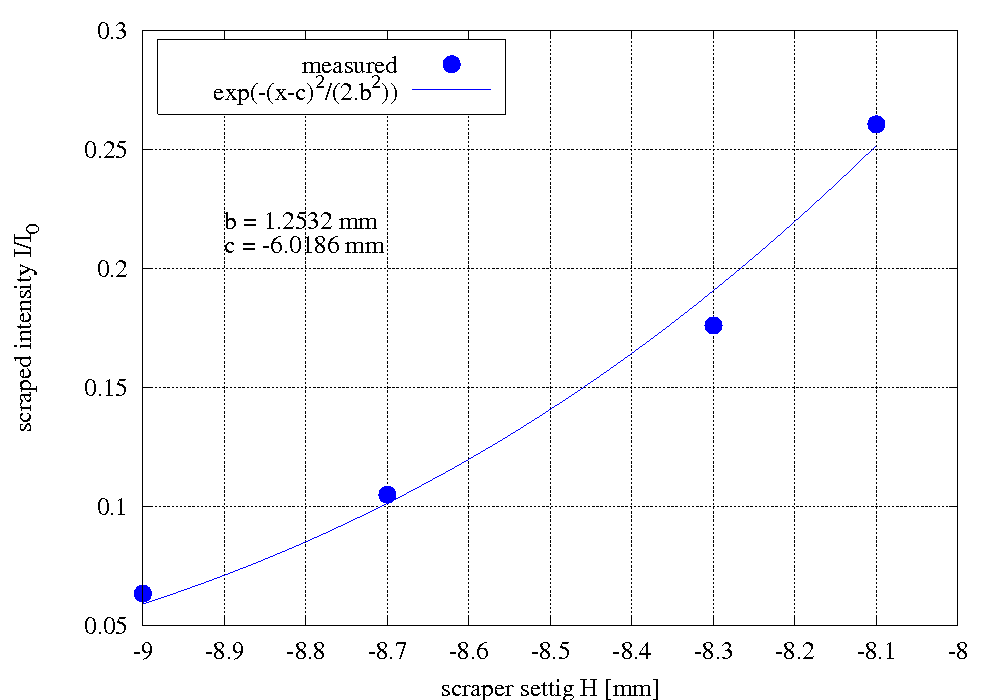 0.3
0.25
0.2
0.15
0.1
0.05
scraped intensity I/I0
measured
exp(-(x-c)2/(2.b2))
b = 1.2532 mm
c = -6.0186 mm
-9 -8.9 -8.8 -8.7 -8.6 -8.5 -8.4 -8.3 -8.2 -8.1 -8
scraper settig H [mm]